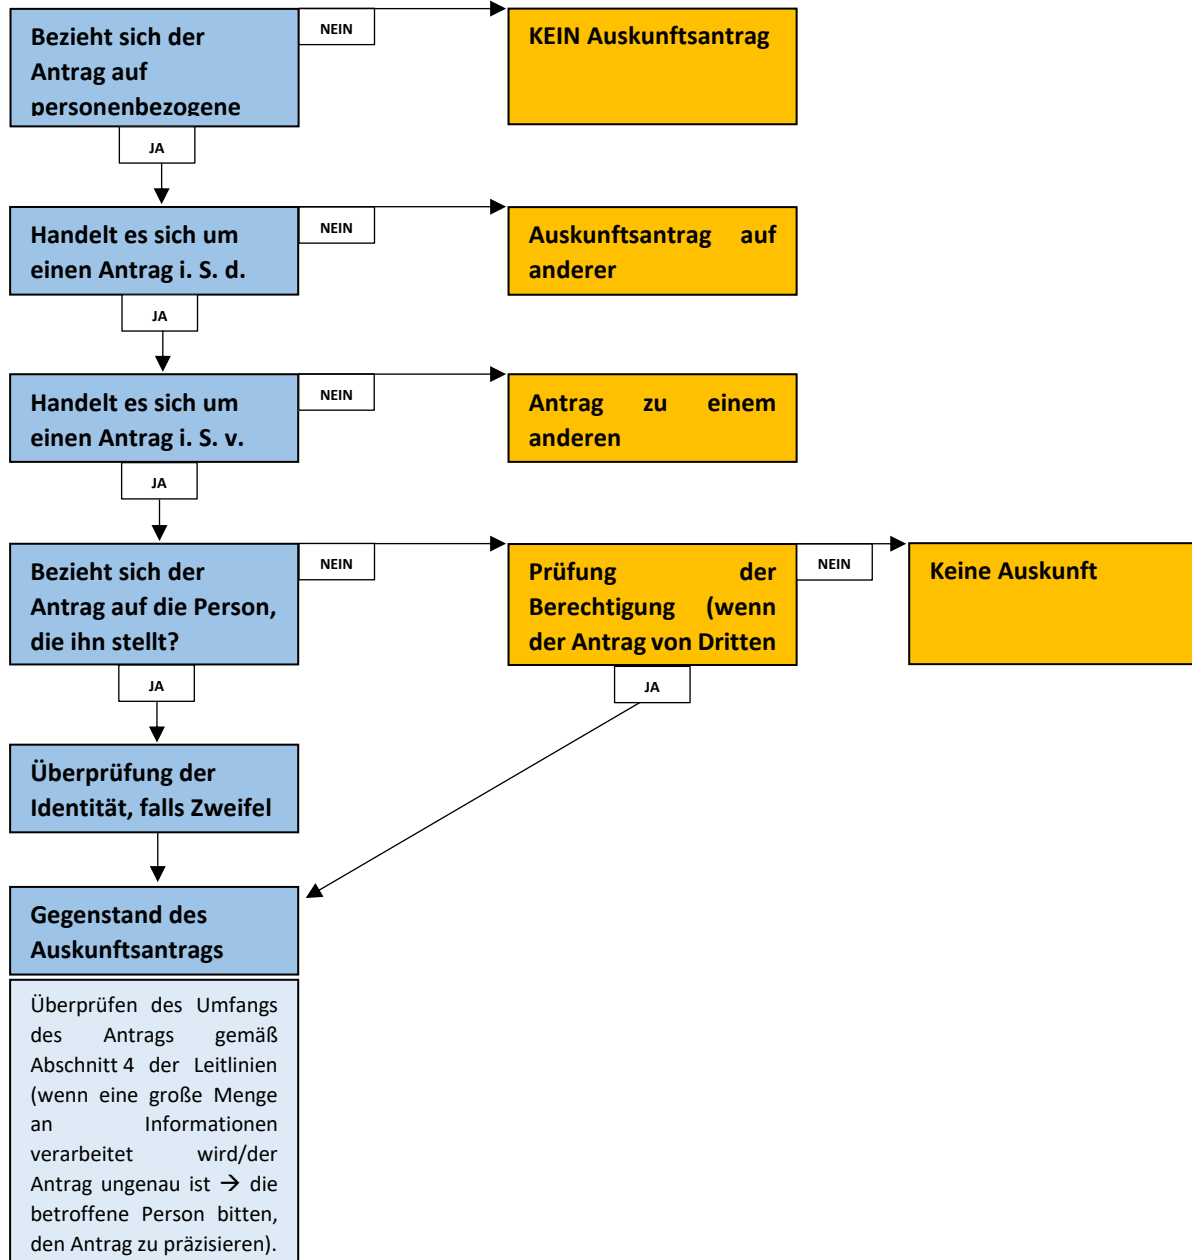 Bezieht sich der
Antrag auf
personenbezogene
NEIN
KEIN Auskunftsantrag
JA
Handelt es sich um
einen Antrag i. S. d.
NEIN
Auskunftsantrag auf
anderer
JA
Handelt es sich um
einen Antrag i. S. v.
NEIN
Antrag zu einem
anderen
JA
Bezieht sich der
Antrag auf die Person,
die ihn stellt?
NEIN
Prüfung der
Berechtigung (wenn
der Antrag von Dritten
NEIN
Keine Auskunft
JA
JA
Überprüfung der
Identität, falls Zweifel
Gegenstand des
Auskunftsantrags
Überprüfen des Umfangs
des Antrags gemäß
Abschnitt 4 der Leitlinien
(wenn eine große Menge
an Informationen
verarbeitet wird/der
Antrag ungenau ist → die
betroffene Person bitten,
den Antrag zu präzisieren).